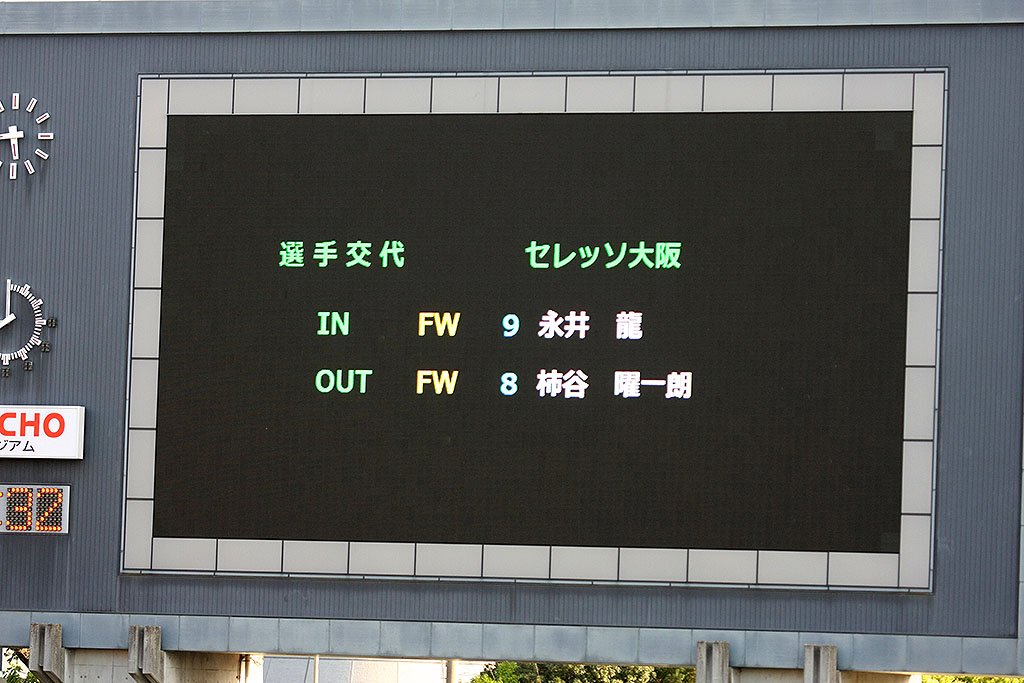 選手交代 セレッソ大阪
IN FW 9 永井 龍
OUT FW 8 柿谷 曜一朗
CHO
ジアム
:32